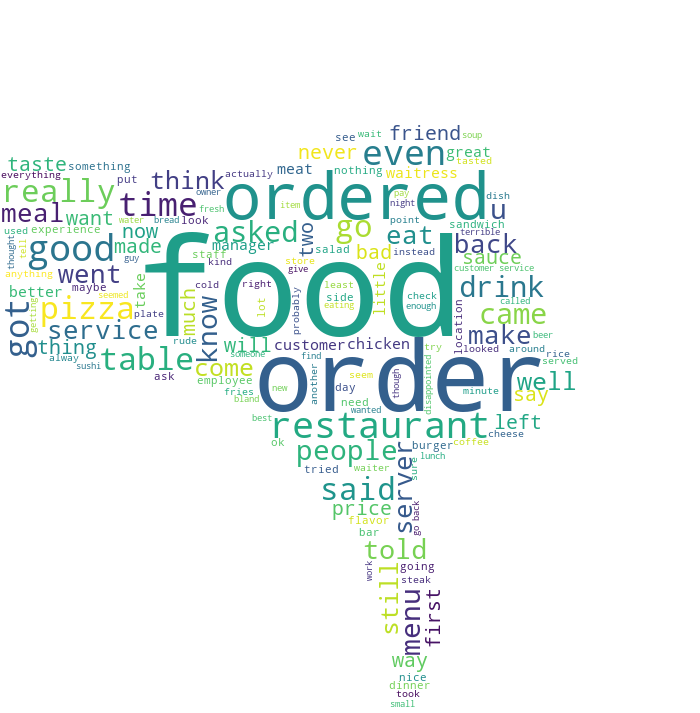 see
wait
friend
soup
never
even
great
taste
something
nothing
waitress
tasted
everything
put
think
actually
meat
really
owner
ordered
pay
dish
meal
time
fresh
item
night
u
want
water
bread
look
asked
two
go
point
sandwich
used
experience
now
staff
manager
salad
bad
eat
terrible
back
thought
tell
good
made
guy
kind
food
store
instead
sauce
anything
went
take
cold
right
give
least
little
customer service
better
maybe
seemed
much
know
lot
probably
side
check
drink
called
got
pizza
plate
eating
enough
came
getting
service
rude
will
customer
chicken
try
location
make
beer
thing
table
someone
find
order
looked
around
rice
alway
sushi
come
another
seem
though
disappointed
served
ask
employee
new
day
minute
well
fries
bland
need
wanted
say
best
restaurant
left
ok
people
burger
coffee
cheese
tried
waiter
server
sure
lunch
said
price
flavor
go back
bar
told
work
still
going
steak
menu
first
way
nice
dinner
took
small